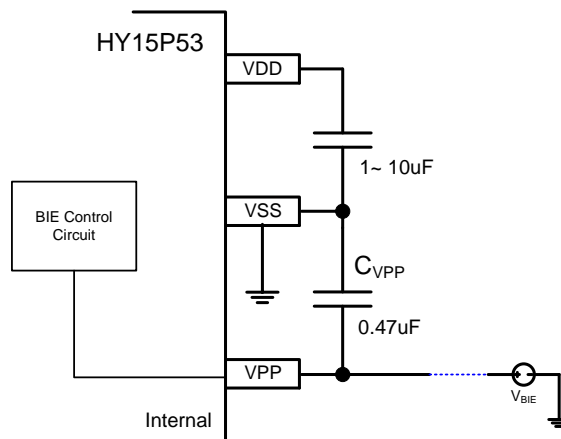 HY15P53
VDD
1~ 10uF
BIE Control
Circuit
VSS
CVPP
0.47uF
VPP
VBIE
Internal